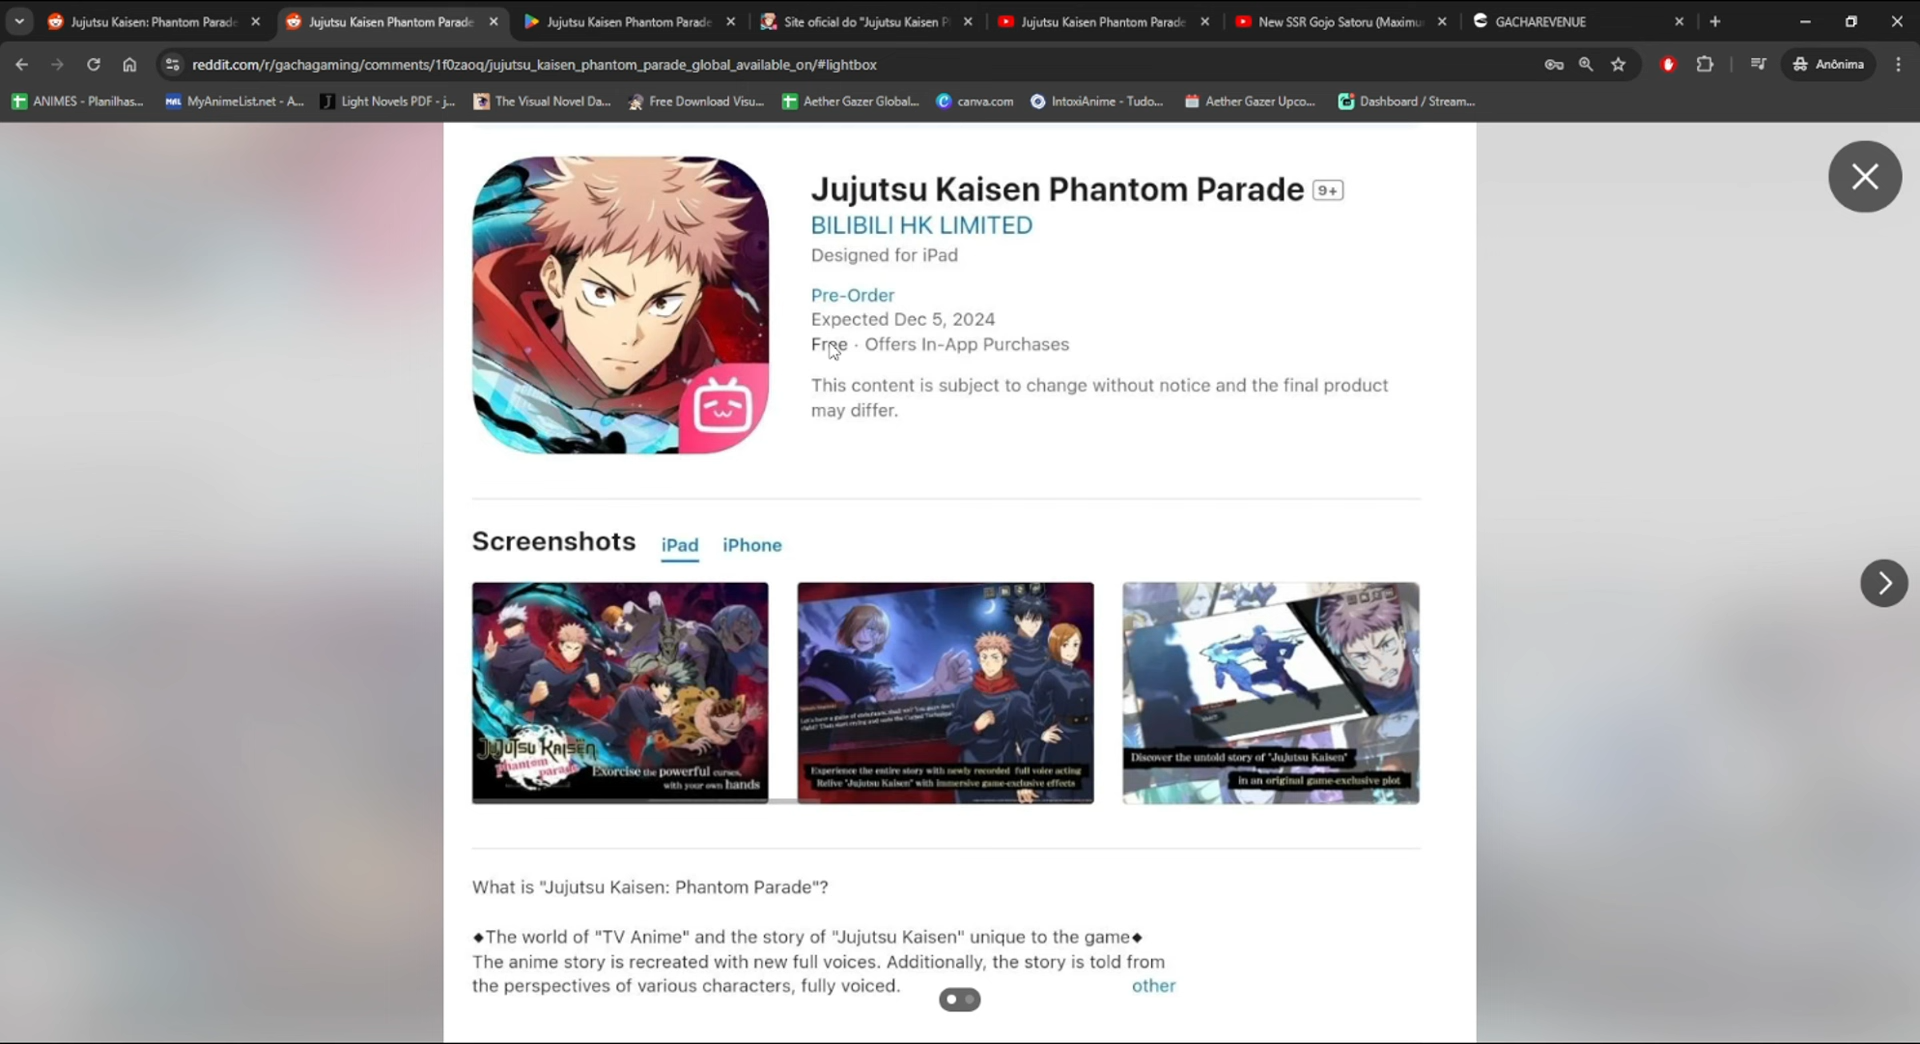 Jujutsu Kaisen: Phantom Parade
Jujutsu Kaisen Phantom Parade
Jujutsu Kaisen Phantom Parade
Site oficial do "Jujutsu Kaisen P
Jujutsu Kaisen Phantom Parade
New SSR Gojo Satoru (Maximu
GACHAREVENUE
reddit.com/r/gachagaming/comments/1f0zaoq/jujutsu_kaisen_phantom_parade_global_available_on/#lightbox
Anônima
ANIMES - Planilhas...
MAL
MyAnimeList.net - A...
Light Novels PDF - j...
The Visual Novel Da...
Free Download Visu...
Aether Gazer Global...
canva.com
IntoxiAnime - Tudo...
Aether Gazer Upco...
Dashboard / Stream...
Jujutsu Kaisen Phantom Parade 9+
BILIBILI HK LIMITED
Designed for iPad
Pre-Order
Expected Dec 5, 2024
Free · Offers In-App Purchases
This content is subject to change without notice and the final product
may differ.
Screenshots iPad iPhone
JUJUTSU KAISEN
Phantom parade
Exorcise the powerful curses,
with your own hands
Experience the entire story with newly recorded full voice acting
Relive "Jujutsu Kaisen" with immersive game-exclusive effects
Discover the untold story of "Jujutsu Kaisen"
in an original game-exclusive plot
What is "Jujutsu Kaisen: Phantom Parade"?
◆The world of "TV Anime" and the story of "Jujutsu Kaisen" unique to the game◆
The anime story is recreated with new full voices. Additionally, the story is told from
the perspectives of various characters, fully voiced. other